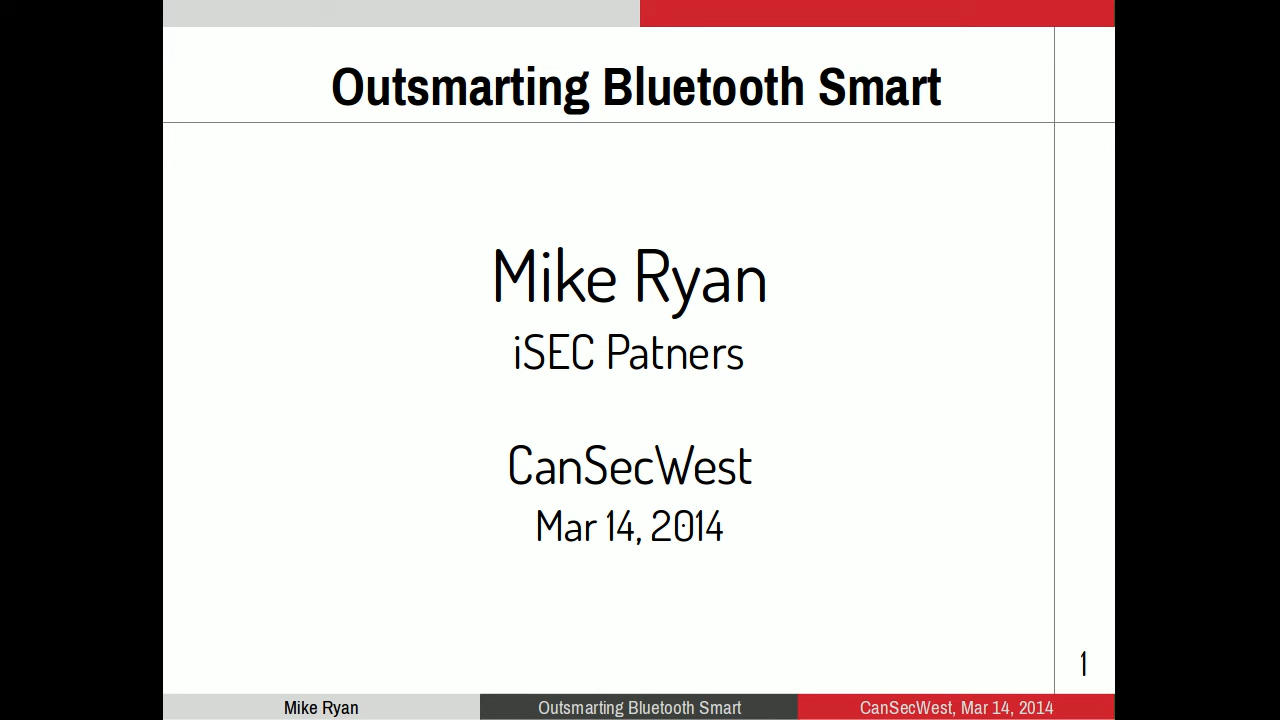 Outsmarting Bluetooth Smart
Mike Ryan
iSEC Patners
CanSecWest
Mar 14, 2014
1
Mike Ryan
Outsmarting Bluetooth Smart
CanSecWest, Mar 14, 2014